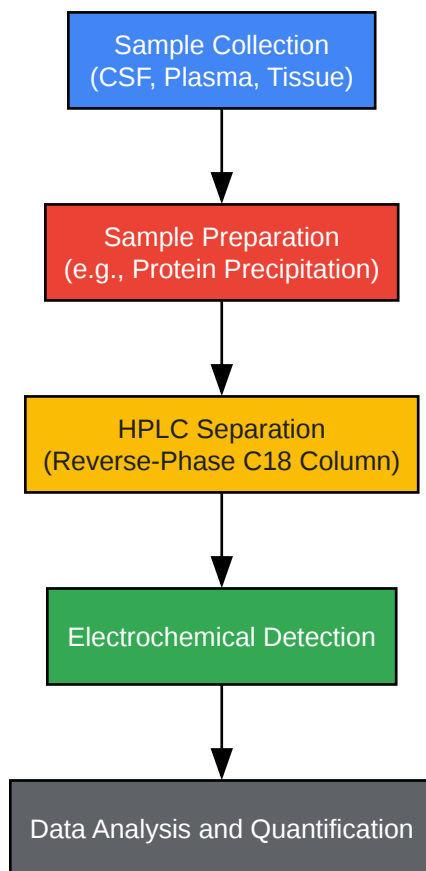 Sample Collection
(CSF, Plasma, Tissue)
Sample Preparation
(e.g., Protein Precipitation)
HPLC Separation
(Reverse-Phase C18 Column)
Electrochemical Detection
Data Analysis and Quantification